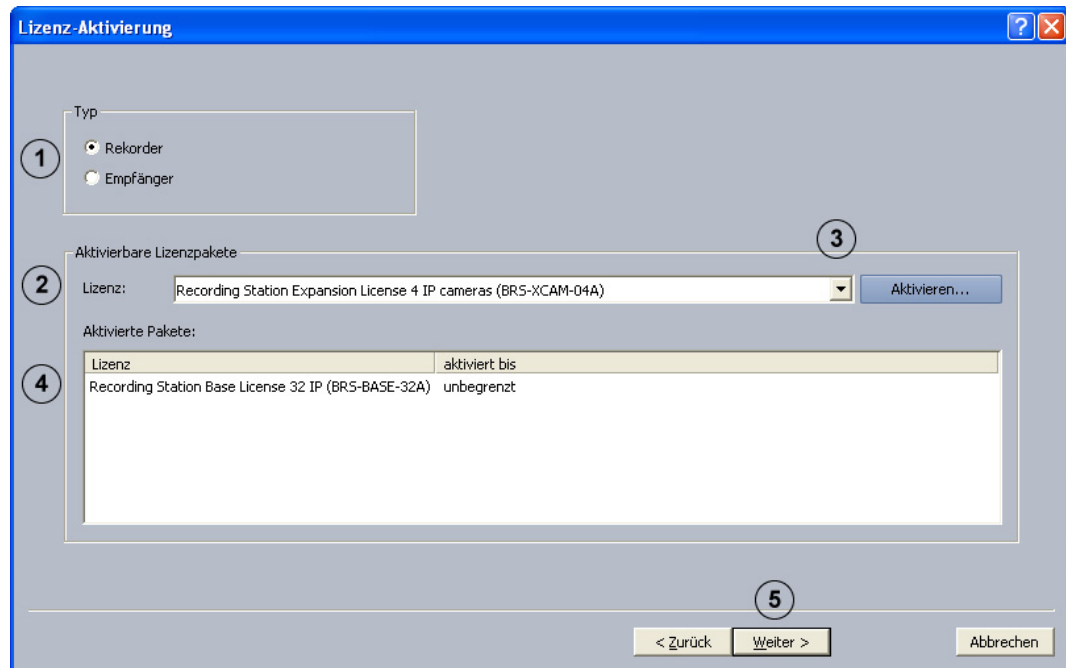 Lizenz-Aktivierung
Typ
1
Rekorder
Empfänger
3
Aktivierbare Lizenzpakete
2
Lizenz: Recording Station Expansion License 4 IP cameras (BRS-XCAM-04A) Aktivieren...
Aktivierte Pakete:
Lizenz aktiviert bis
4
Recording Station Base License 32 IP (BRS-BASE-32A) unbegrenzt
5
< Zurück Weiter > Abbrechen